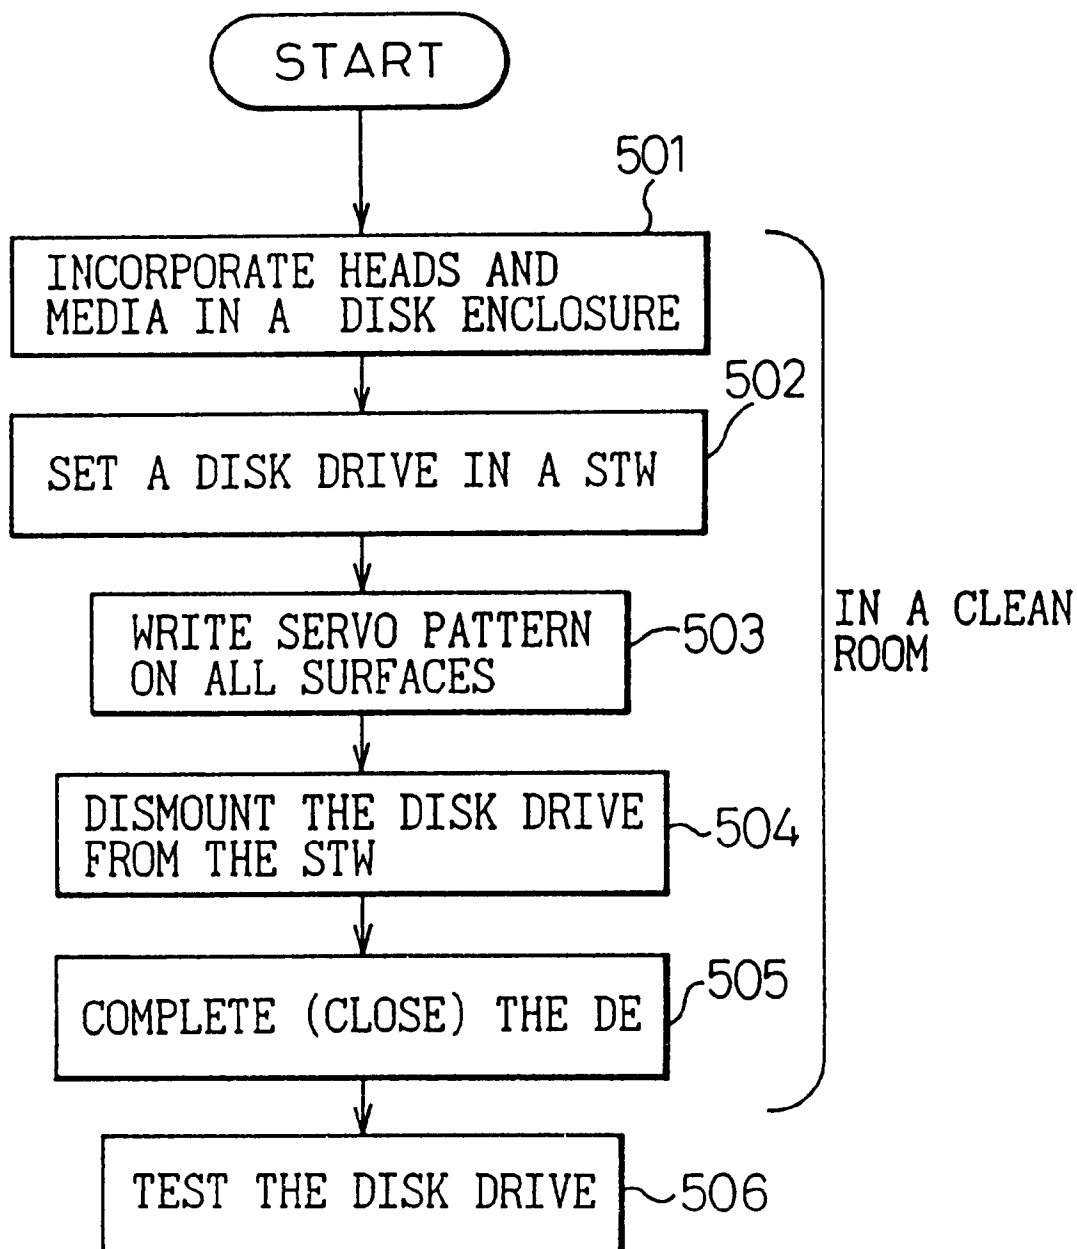 START
501
INCORPORATE HEADS AND
MEDIA IN A DISK ENCLOSURE
502
SET A DISK DRIVE IN A STW
WRITE SERVO PATTERN
ON ALL SURFACES
503
IN A CLEAN
ROOM
DISMOUNT THE DISK DRIVE
FROM THE STW
504
COMPLETE (CLOSE) THE DE
505
TEST THE DISK DRIVE
506